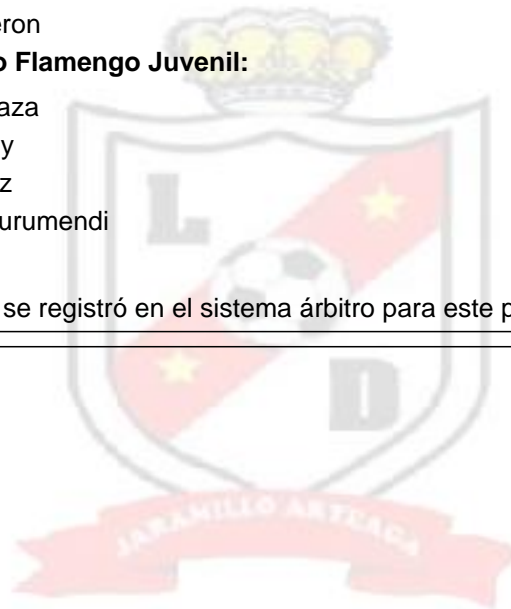 eron
o Flamengo Juvenil:
aza
y
z
urumendi
L
se registró en el sistema árbitro para este p
D
JARAMILLO ARTEAGA